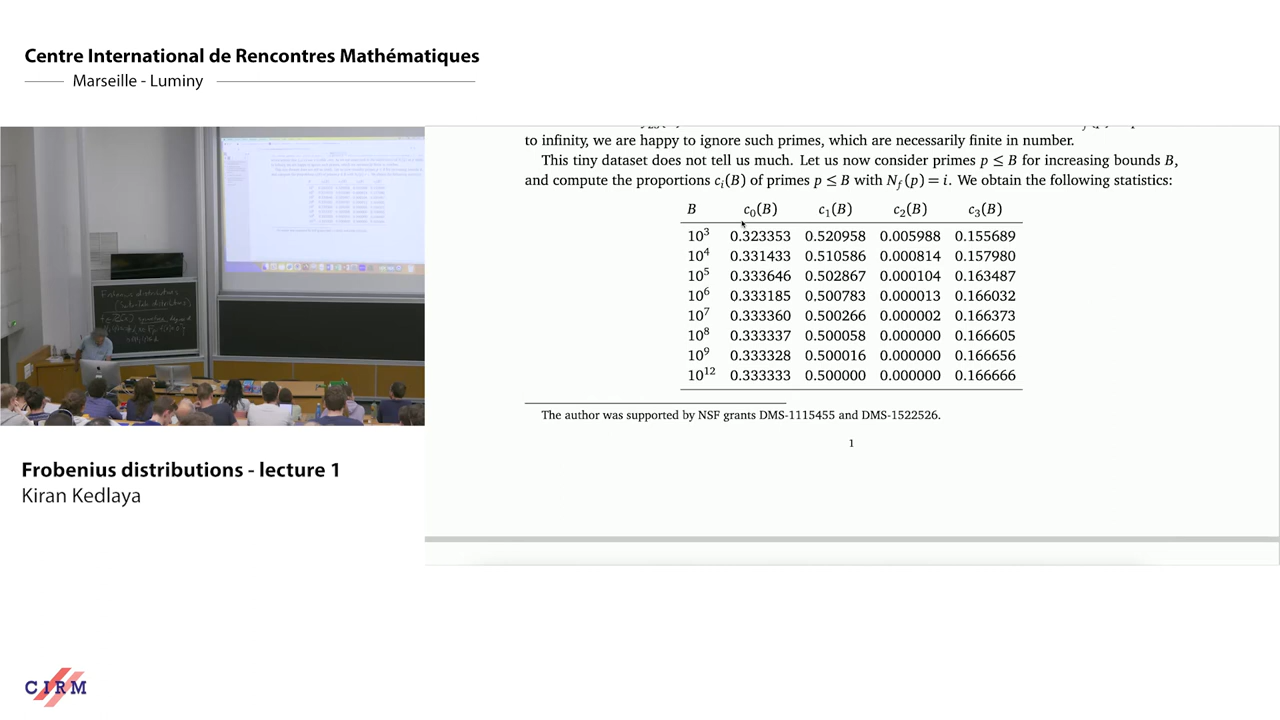 Centre International de Rencontres Mathématiques
Marseille - Luminy
to infinity, we are happy to ignore such primes, which are necessarily finite in number.
This tiny dataset does not tell us much. Let us now consider primes p ≤ B for increasing bounds B,
and compute the proportions c_i(B) of primes p ≤ B with N_f(p) = i. We obtain the following statistics:
B c_0(B) c_1(B) c_2(B) c_3(B)
10^3 0.323353 0.520958 0.005988 0.155689
10^4 0.331433 0.510586 0.000814 0.157980
10^5 0.333646 0.502867 0.000104 0.163487
10^6 0.333185 0.500783 0.000013 0.166032
10^7 0.333360 0.500266 0.000002 0.166373
10^8 0.333337 0.500058 0.000000 0.166605
10^9 0.333328 0.500016 0.000000 0.166656
10^12 0.333333 0.500000 0.000000 0.166666
The author was supported by NSF grants DMS-1115455 and DMS-1522526.
1
Frobenius distributions
Frobenius distributions - lecture 1
Kiran Kedlaya
CIRM